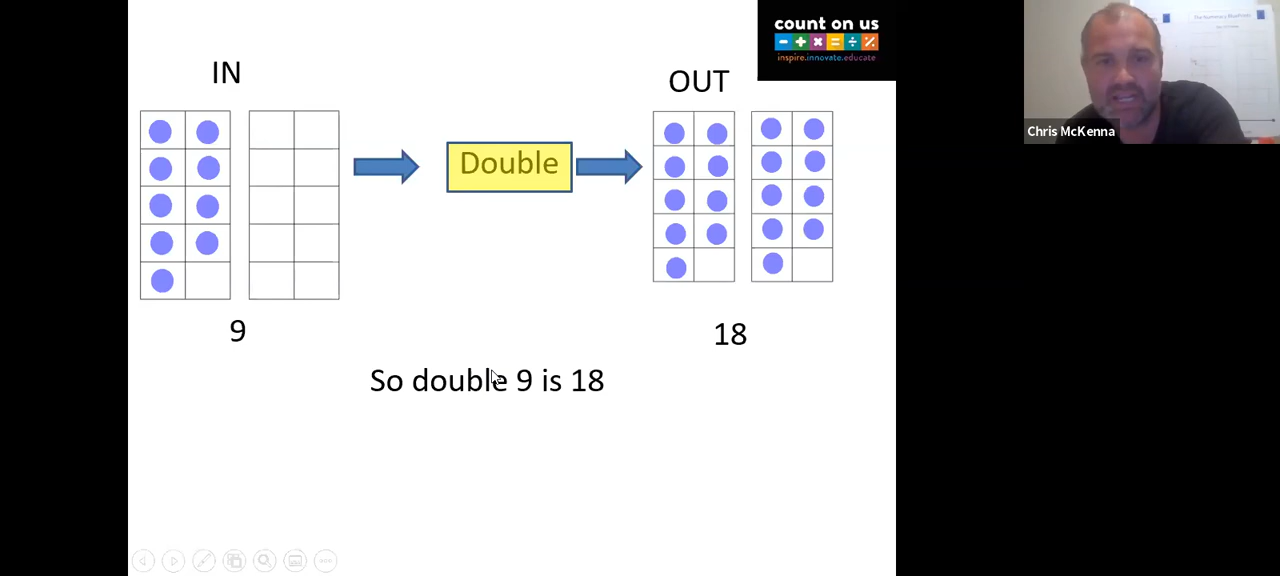 count on us
− + × = ÷ %
inspire.innovate.educate
IN
OUT
Double
Chris McKenna
9
18
So double 9 is 18